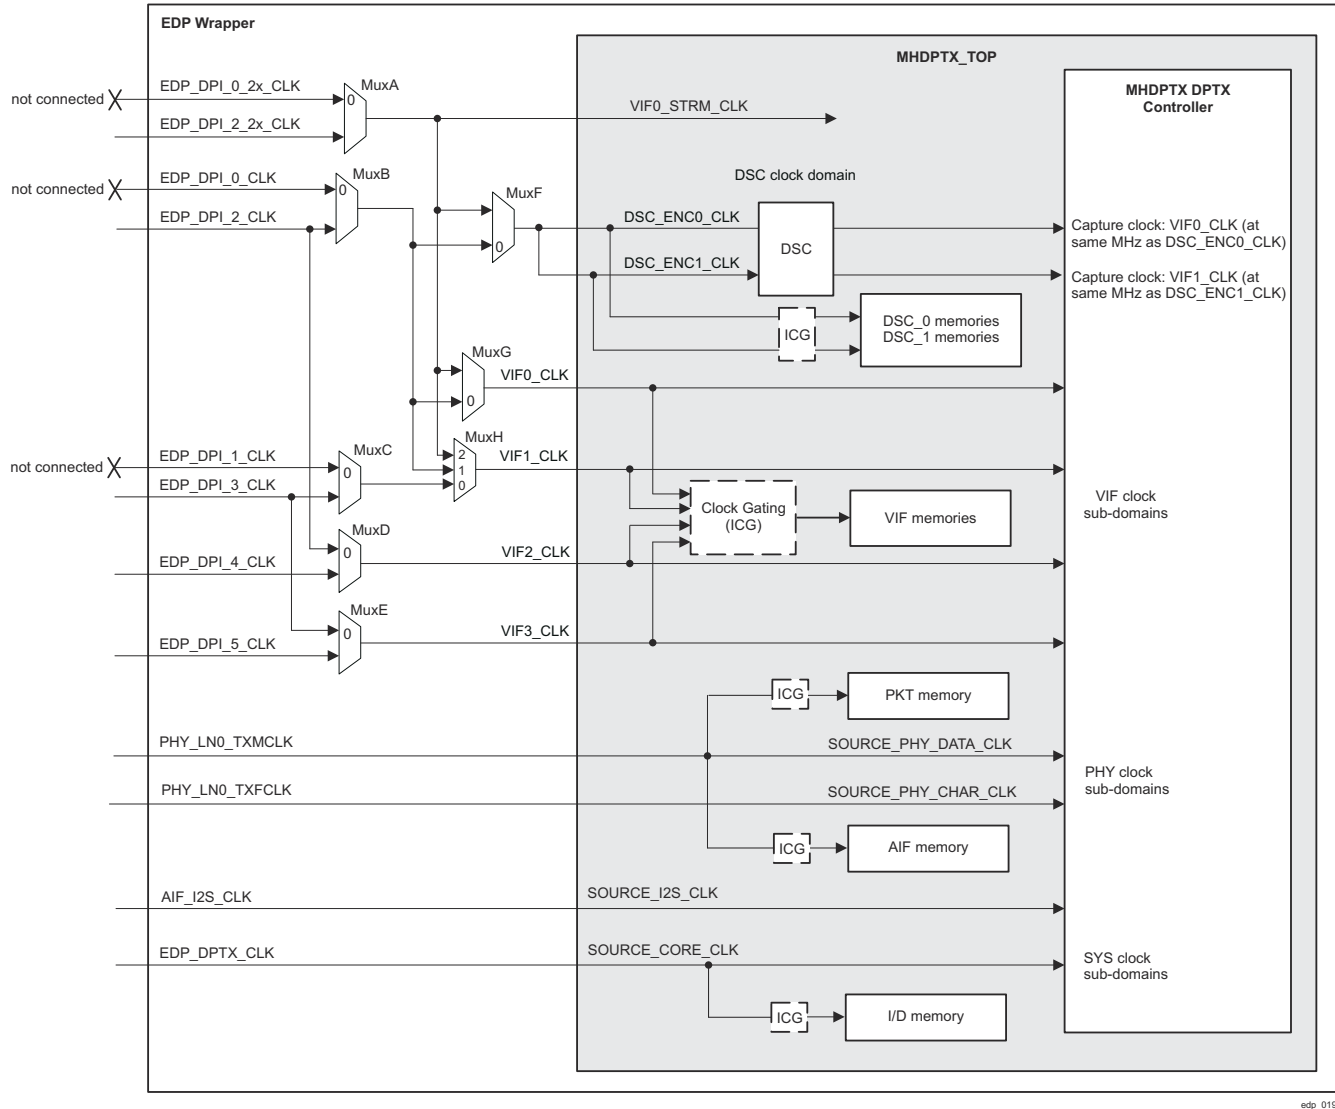 EDP Wrapper
MHDPTX_TOP
MHDPTX DPTX
Controller
not connected
EDP_DPI_0_2x_CLK
MuxA
0
EDP_DPI_2_2x_CLK
VIF0_STRM_CLK
not connected
EDP_DPI_0_CLK
MuxB
0
EDP_DPI_2_CLK
MuxF
0
DSC clock domain
DSC_ENC0_CLK
DSC_ENC1_CLK
DSC
Capture clock: VIF0_CLK (at
same MHz as DSC_ENC0_CLK)
Capture clock: VIF1_CLK (at
same MHz as DSC_ENC1_CLK)
ICG
DSC_0 memories
DSC_1 memories
MuxG
0
VIF0_CLK
not connected
EDP_DPI_1_CLK
MuxC
0
EDP_DPI_3_CLK
MuxH
2
1
0
VIF1_CLK
Clock Gating
(ICG)
VIF memories
VIF clock
sub-domains
MuxD
0
EDP_DPI_4_CLK
VIF2_CLK
MuxE
0
EDP_DPI_5_CLK
VIF3_CLK
ICG
PKT memory
PHY_LN0_TXMCLK
SOURCE_PHY_DATA_CLK
PHY_LN0_TXFCLK
SOURCE_PHY_CHAR_CLK
PHY clock
sub-domains
ICG
AIF memory
AIF_I2S_CLK
SOURCE_I2S_CLK
EDP_DPTX_CLK
SOURCE_CORE_CLK
SYS clock
sub-domains
ICG
I/D memory
edp_019